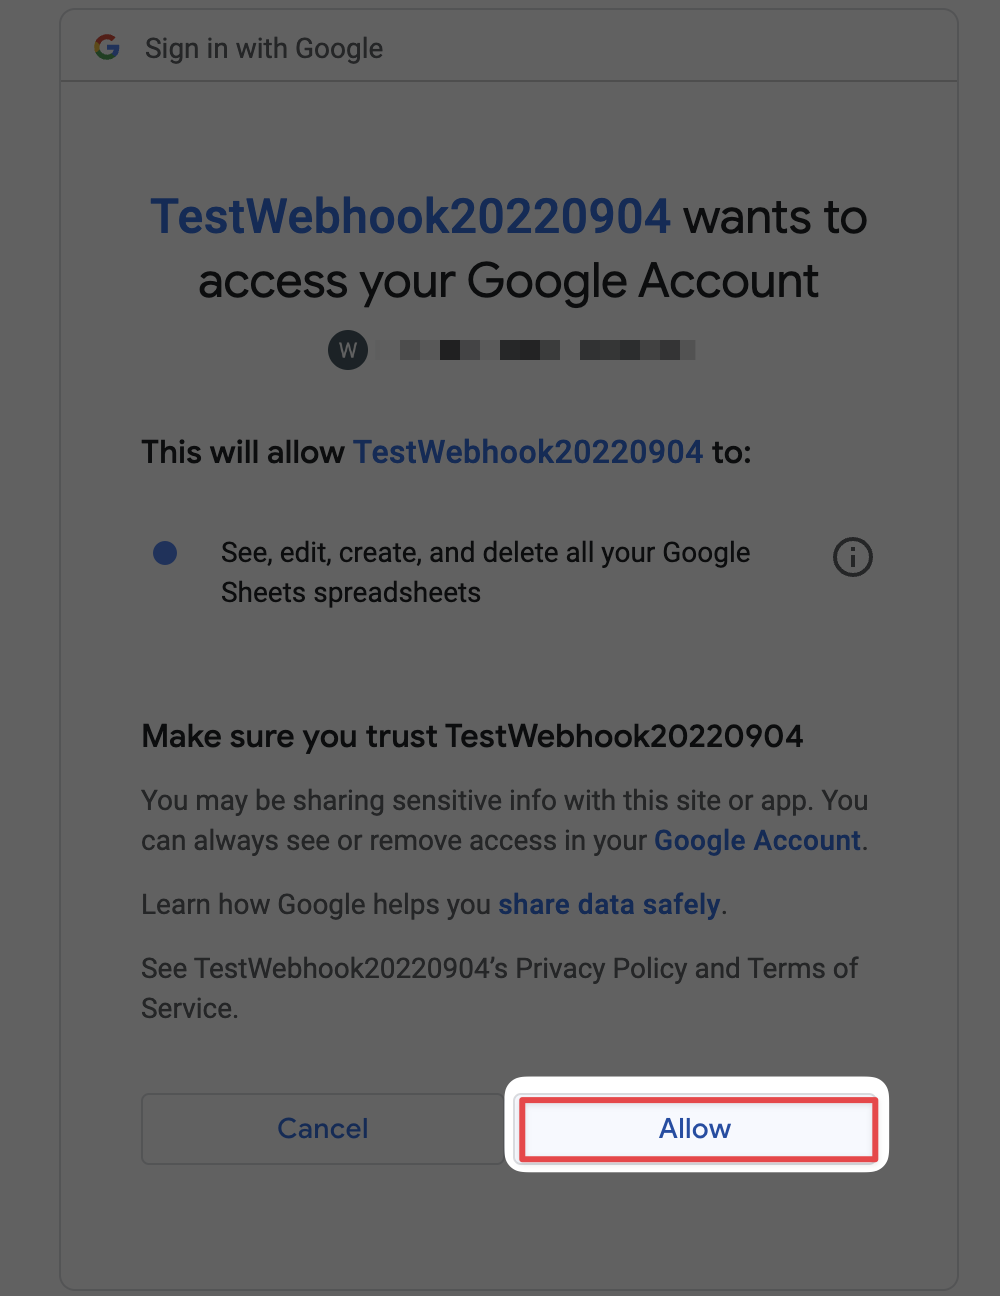 Sign in with Google
TestWebhook20220904 wants to
access your Google Account
W
This will allow TestWebhook20220904 to:
See, edit, create, and delete all your Google
Sheets spreadsheets
Make sure you trust TestWebhook20220904
You may be sharing sensitive info with this site or app. You
can always see or remove access in your Google Account.
Learn how Google helps you share data safely.
See TestWebhook20220904’s Privacy Policy and Terms of
Service.
Cancel
Allow